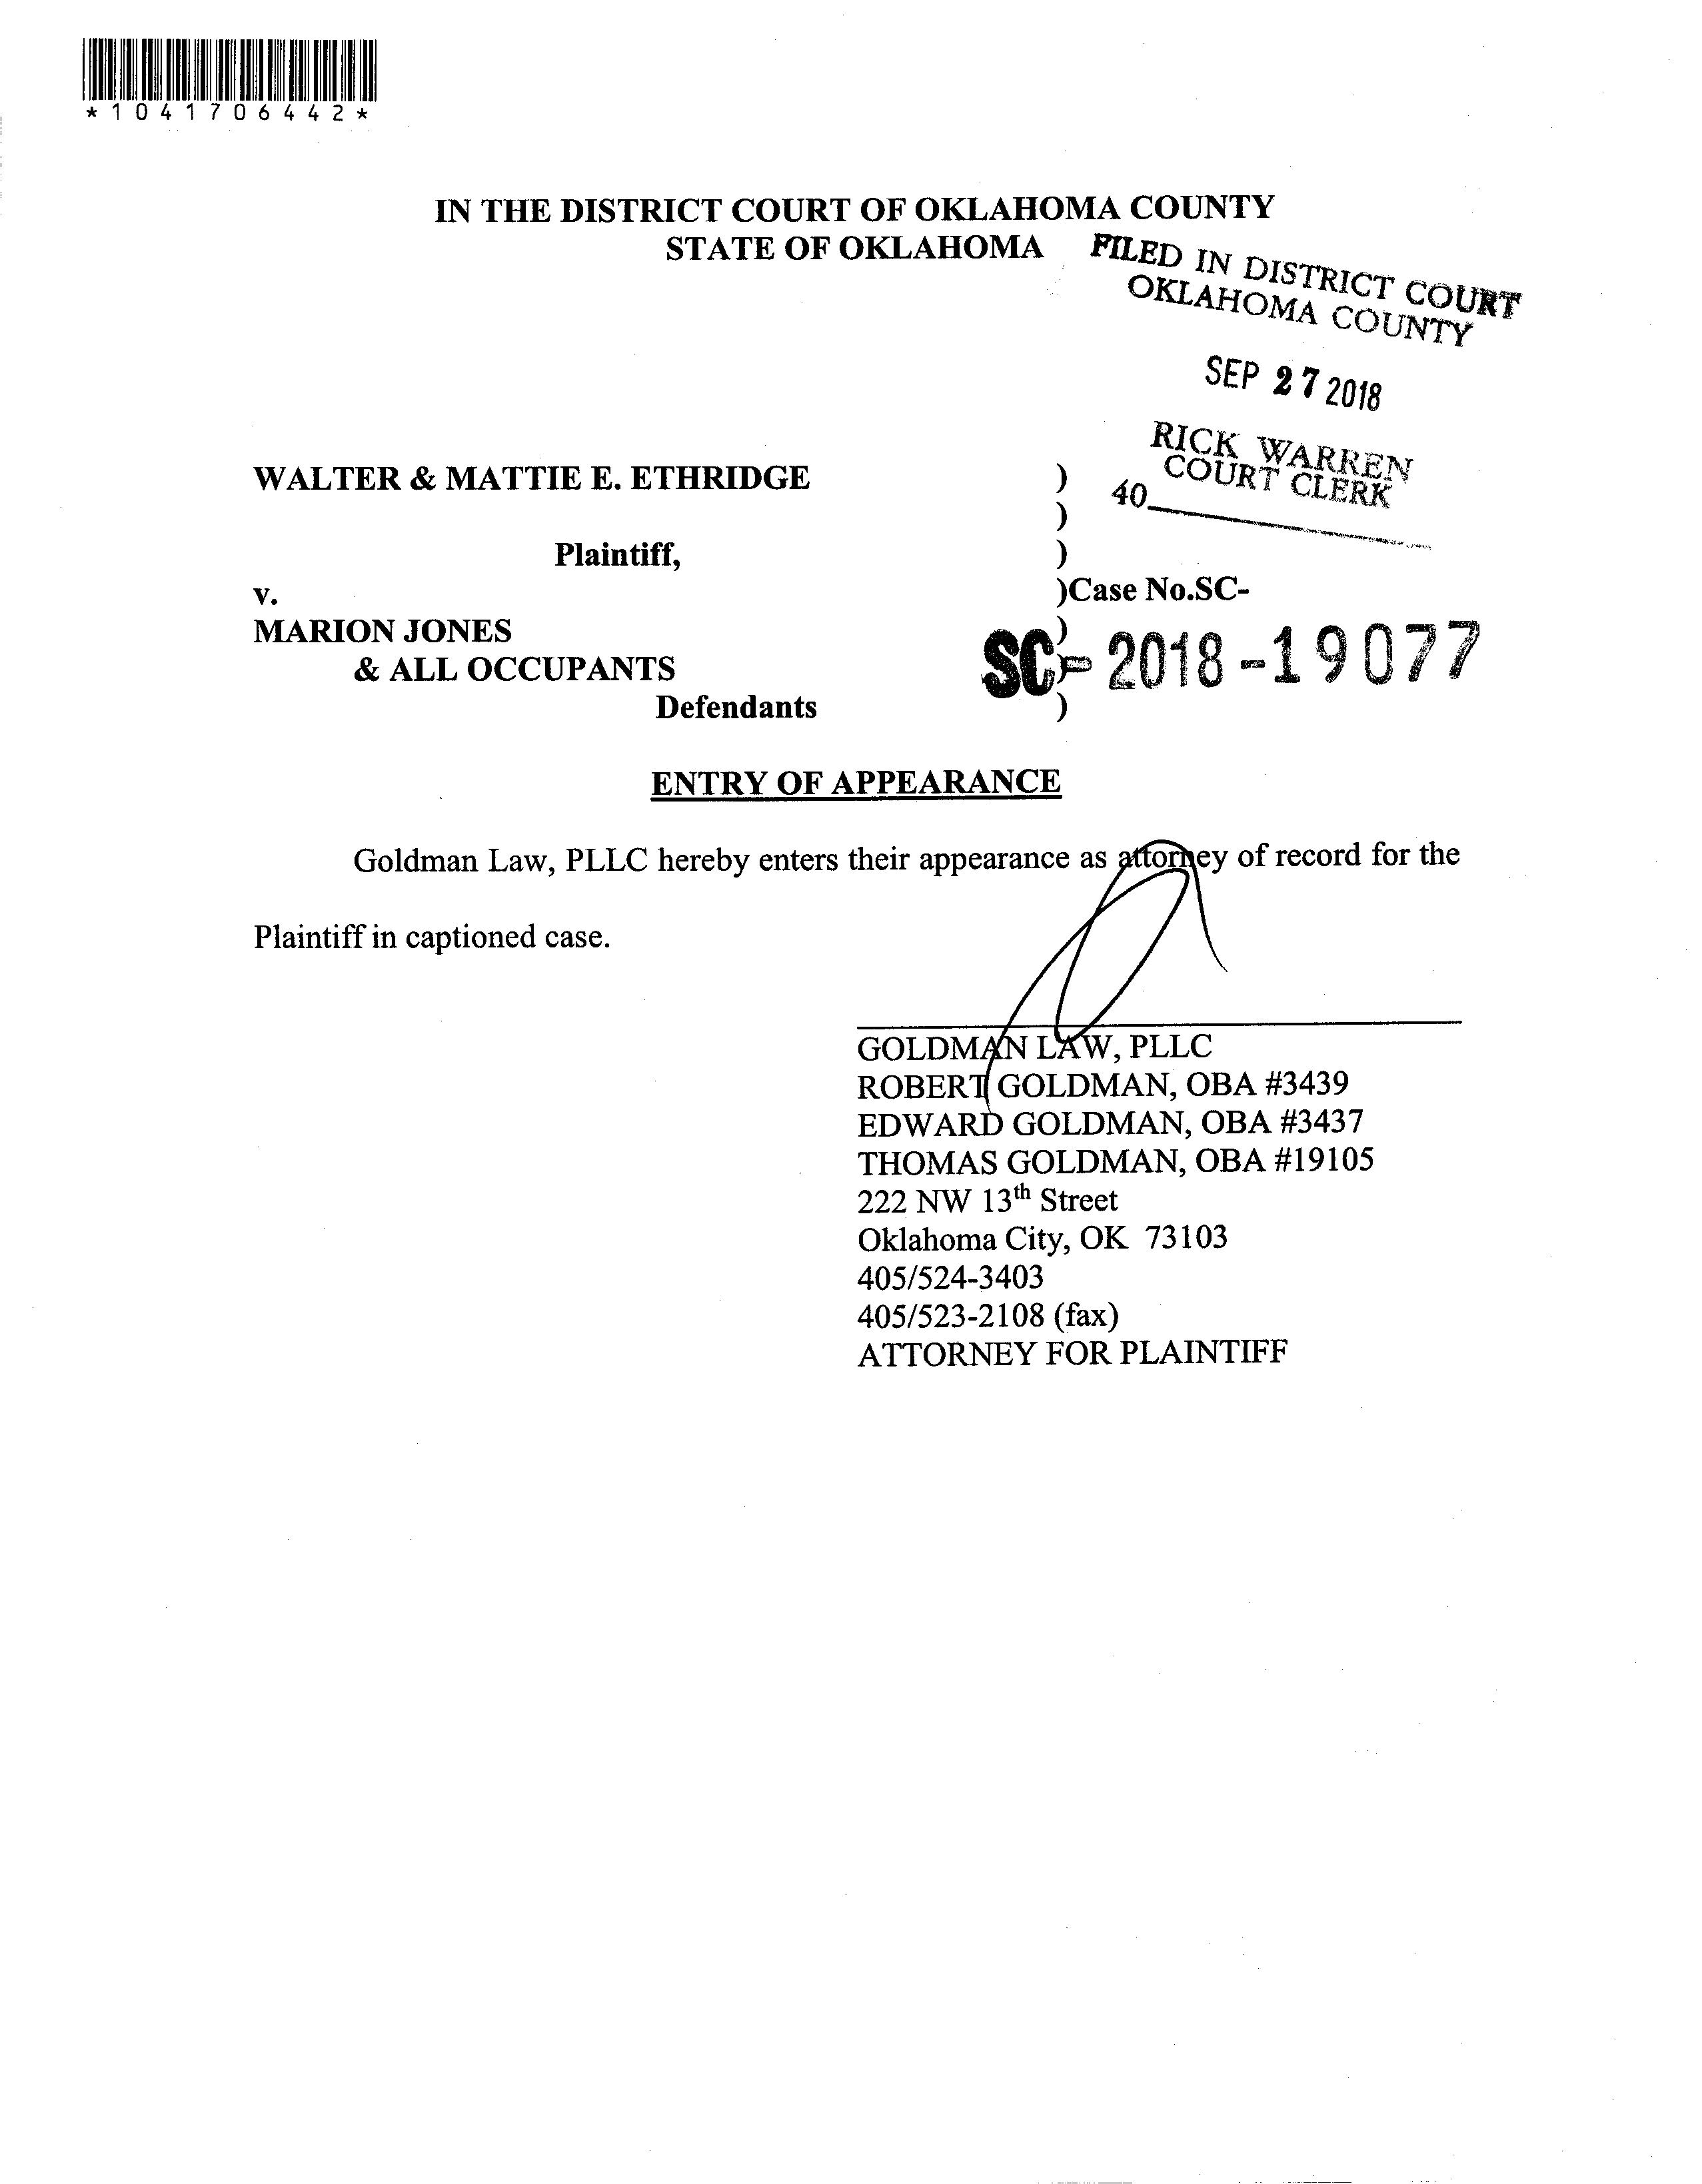 *1041706442*
IN THE DISTRICT COURT OF OKLAHOMA COUNTY
STATE OF OKLAHOMA
FILED IN DISTRICT COURT
OKLAHOMA COUNTY
SEP 27 2018
RICK WARREN
COURT CLERK
40
WALTER & MATTIE E. ETHRIDGE )
)
Plaintiff, )
v. )Case No.SC-
MARION JONES )
& ALL OCCUPANTS )
SC-2018-19077
Defendants )
ENTRY OF APPEARANCE
Goldman Law, PLLC hereby enters their appearance as attorney of record for the
Plaintiff in captioned case.
GOLDMAN LAW, PLLC
ROBERT GOLDMAN, OBA #3439
EDWARD GOLDMAN, OBA #3437
THOMAS GOLDMAN, OBA #19105
222 NW 13th Street
Oklahoma City, OK 73103
405/524-3403
405/523-2108 (fax)
ATTORNEY FOR PLAINTIFF